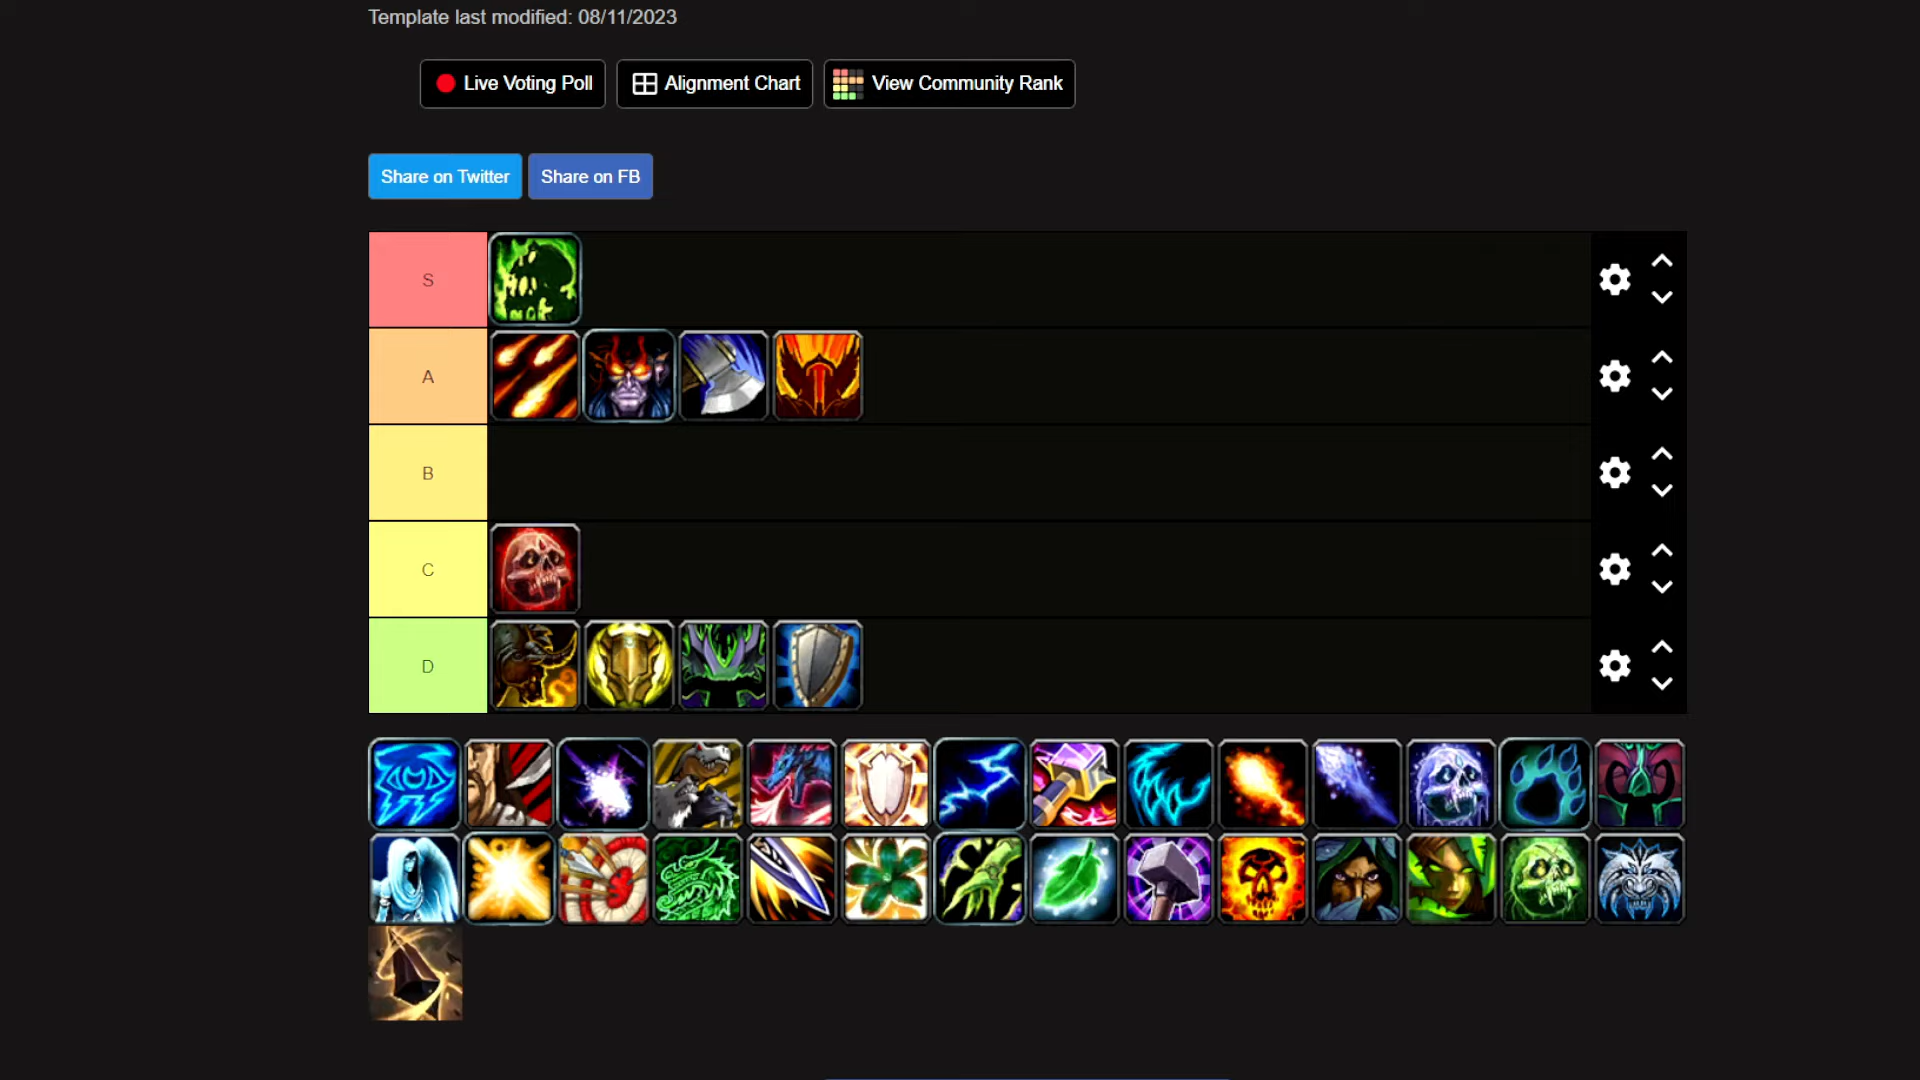 Template last modified: 08/11/2023
Live Voting Poll
Alignment Chart
View Community Rank
Share on Twitter
Share on FB
S
A
B
C
D